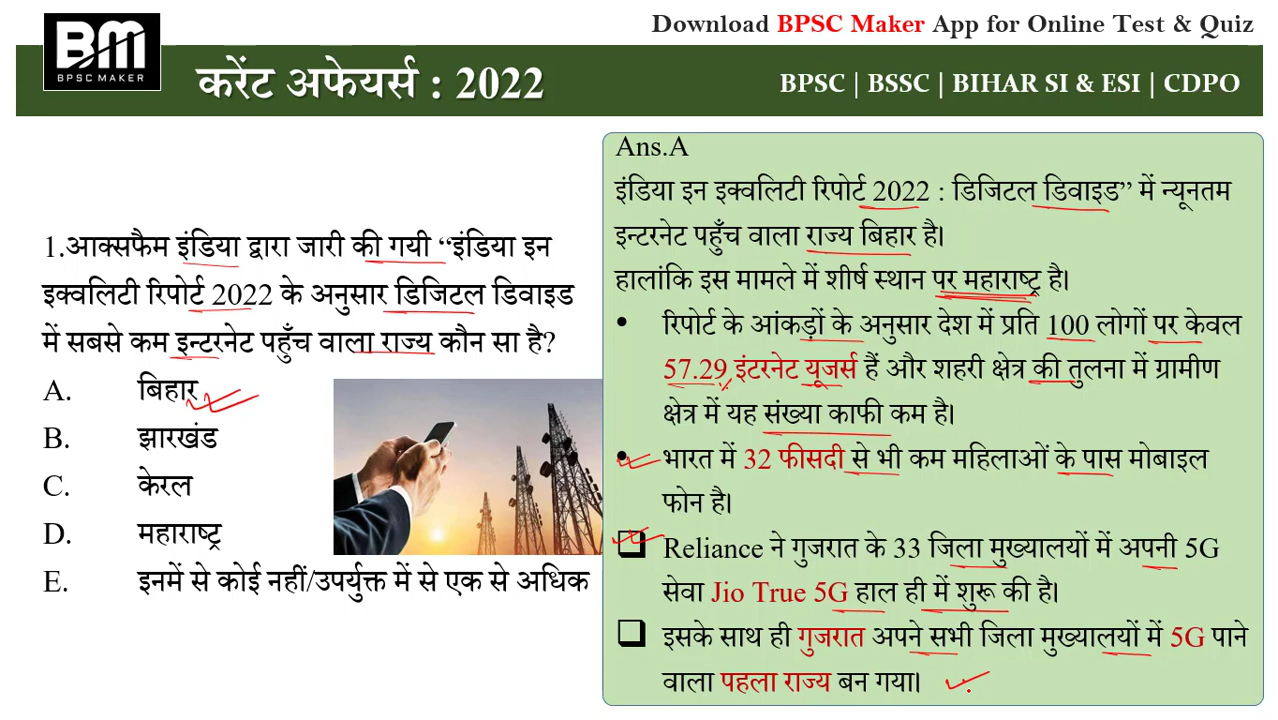 Download BPSC Maker App for Online Test & Quiz
BM
BPSC MAKER
करेंट अफेयर्स : 2022
BPSC | BSSC | BIHAR SI & ESI | CDPO
1.आक्सफैम इंडिया द्वारा जारी की गयी “इंडिया इन
इक्वलिटी रिपोर्ट 2022 के अनुसार डिजिटल डिवाइड
में सबसे कम इन्टरनेट पहुँच वाला राज्य कौन सा है?
A. बिहार
B. झारखंड
C. केरल
D. महाराष्ट्र
E. इनमें से कोई नहीं/उपर्युक्त में से एक से अधिक
Ans.A
इंडिया इन इक्वलिटी रिपोर्ट 2022 : डिजिटल डिवाइड” में न्यूनतम
इन्टरनेट पहुँच वाला राज्य बिहार है।
हालांकि इस मामले में शीर्ष स्थान पर महाराष्ट्र है।
• रिपोर्ट के आंकड़ों के अनुसार देश में प्रति 100 लोगों पर केवल
57.29 इंटरनेट यूजर्स हैं और शहरी क्षेत्र की तुलना में ग्रामीण
क्षेत्र में यह संख्या काफी कम है।
• भारत में 32 फीसदी से भी कम महिलाओं के पास मोबाइल
फोन है।
❑ Reliance ने गुजरात के 33 जिला मुख्यालयों में अपनी 5G
सेवा Jio True 5G हाल ही में शुरू की है।
❑ इसके साथ ही गुजरात अपने सभी जिला मुख्यालयों में 5G पाने
वाला पहला राज्य बन गया।